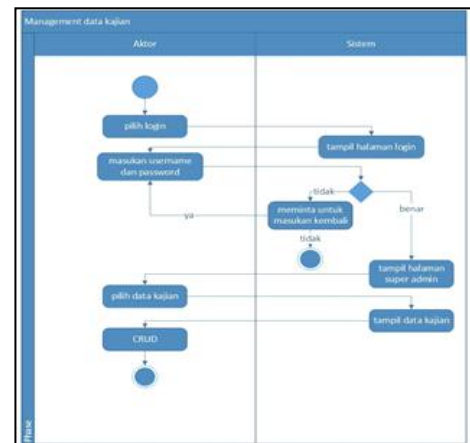 Management data kajian
Aktor
Sistem
pilih login
tampil halaman login
masukan username
dan password
tidak
benar
meminta untuk
masukan kembali
ya
tidak
tampil halaman
super admin
pilih data kajian
tampil data kajian
CRUD
Phase